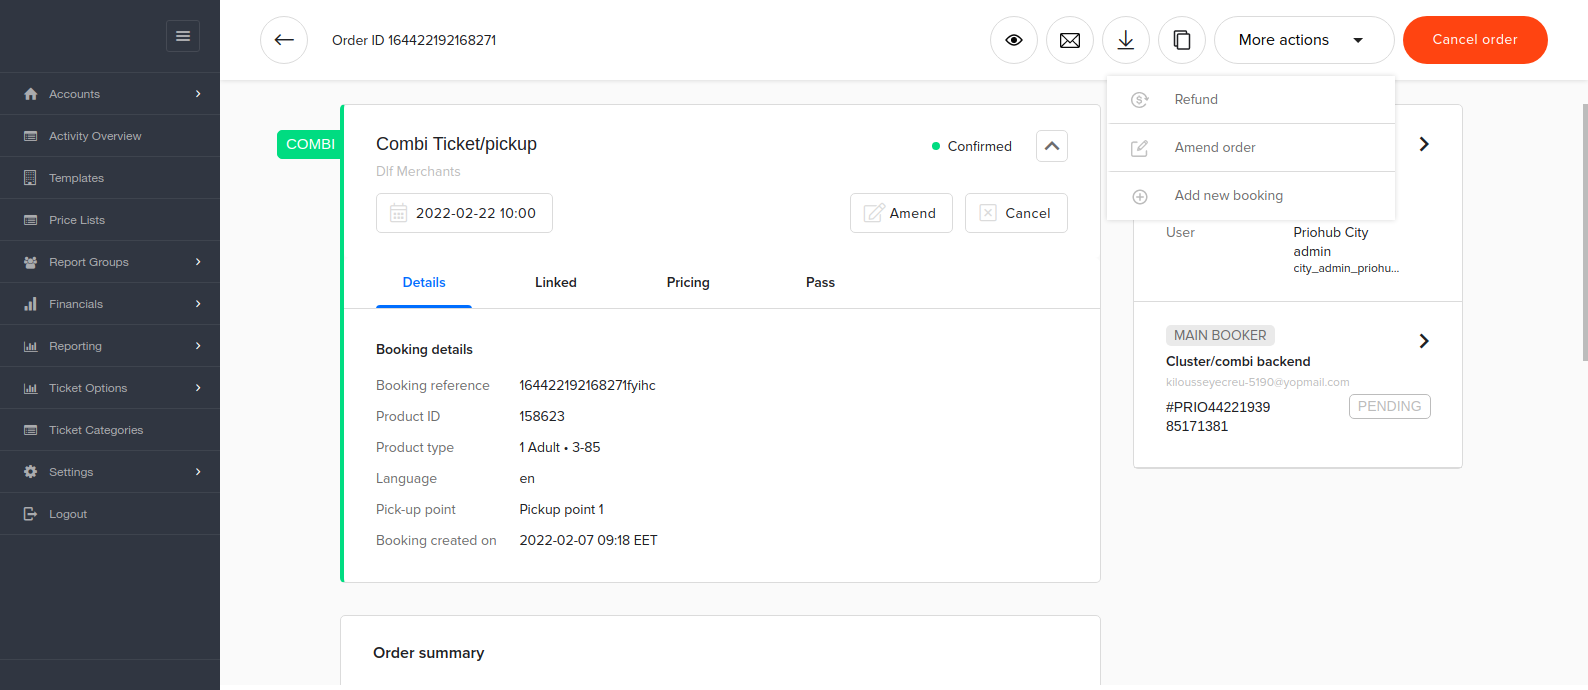 Order ID 164422192168271
More actions
Cancel order
Accounts
Activity Overview
Templates
Price Lists
Report Groups
Financials
Reporting
Ticket Options
Ticket Categories
Settings
Logout
Refund
Amend order
Add new booking
COMBI
Combi Ticket/pickup
Confirmed
Dlf Merchants
2022-02-22 10:00
Amend
Cancel
Details
Linked
Pricing
Pass
Booking details
Booking reference 164422192168271fyihc
Product ID 158623
Product type 1 Adult • 3-85
Language en
Pick-up point Pickup point 1
Booking created on 2022-02-07 09:18 EET
Order summary
User
Priohub City
admin
city_admin_priohu...
MAIN BOOKER
Cluster/combi backend
kilousseyecreu-5190@yopmail.com
#PRIO44221939
85171381
PENDING